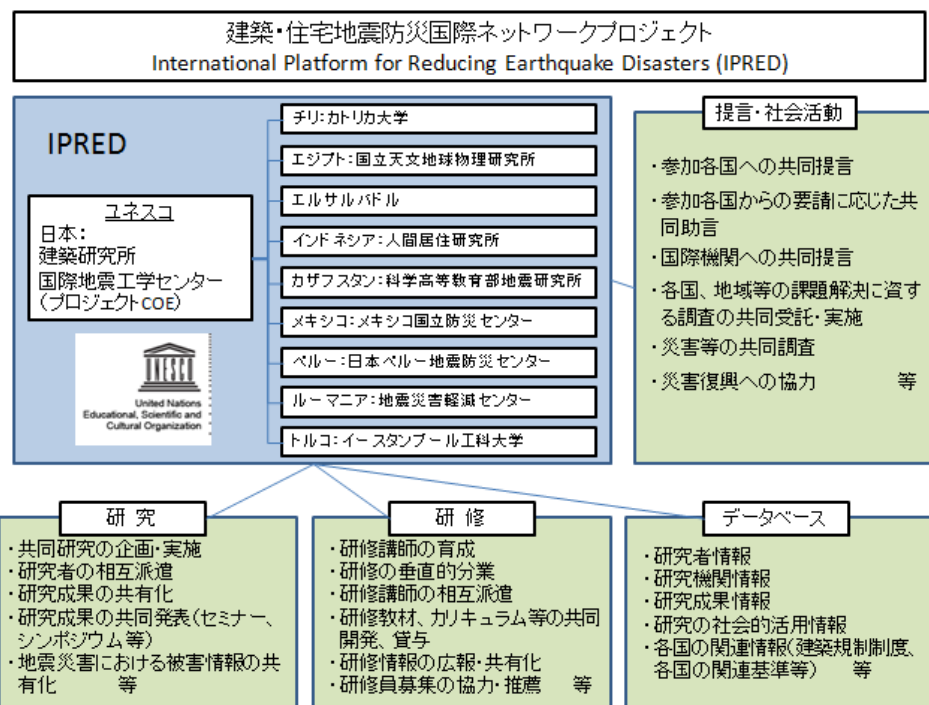 建築・住宅地震防災国際ネットワークプロジェクト
International Platform for Reducing Earthquake Disasters (IPRED)
IPRED
ユネスコ
日本：
建築研究所
国際地震工学センター
（プロジェクトCOE）
UNESCO
United Nations
Educational, Scientific and
Cultural Organization
チリ：カトリカ大学
エジプト：国立天文地球物理研究所
エルサルバドル
インドネシア：人間居住研究所
カザフスタン：科学高等教育部地震研究所
メキシコ：メキシコ国立防災センター
ペルー：日本ペルー地震防災センター
ルーマニア：地震災害軽減センター
トルコ：イースタンブール工科大学
提言・社会活動
・参加各国への共同提言
・参加各国からの要請に応じた共
同助言
・国際機関への共同提言
・各国、地域等の課題解決に資す
る調査の共同受託・実施
・災害等の共同調査
・災害復興への協力 等
研 究
・共同研究の企画・実施
・研究者の相互派遣
・研究成果の共有化
・研究成果の共同発表（セミナー、
シンポジウム等）
・地震災害における被害情報の共
有化 等
研 修
・研修講師の育成
・研修の垂直的分業
・研修講師の相互派遣
・研修教材、カリキュラム等の共同
開発、貸与
・研修情報の広報・共有化
・研修員募集の協力・推薦 等
データベース
・研究者情報
・研究機関情報
・研究成果情報
・研究の社会的活用情報
・各国の関連情報（建築規制制度、
各国の関連基準等） 等